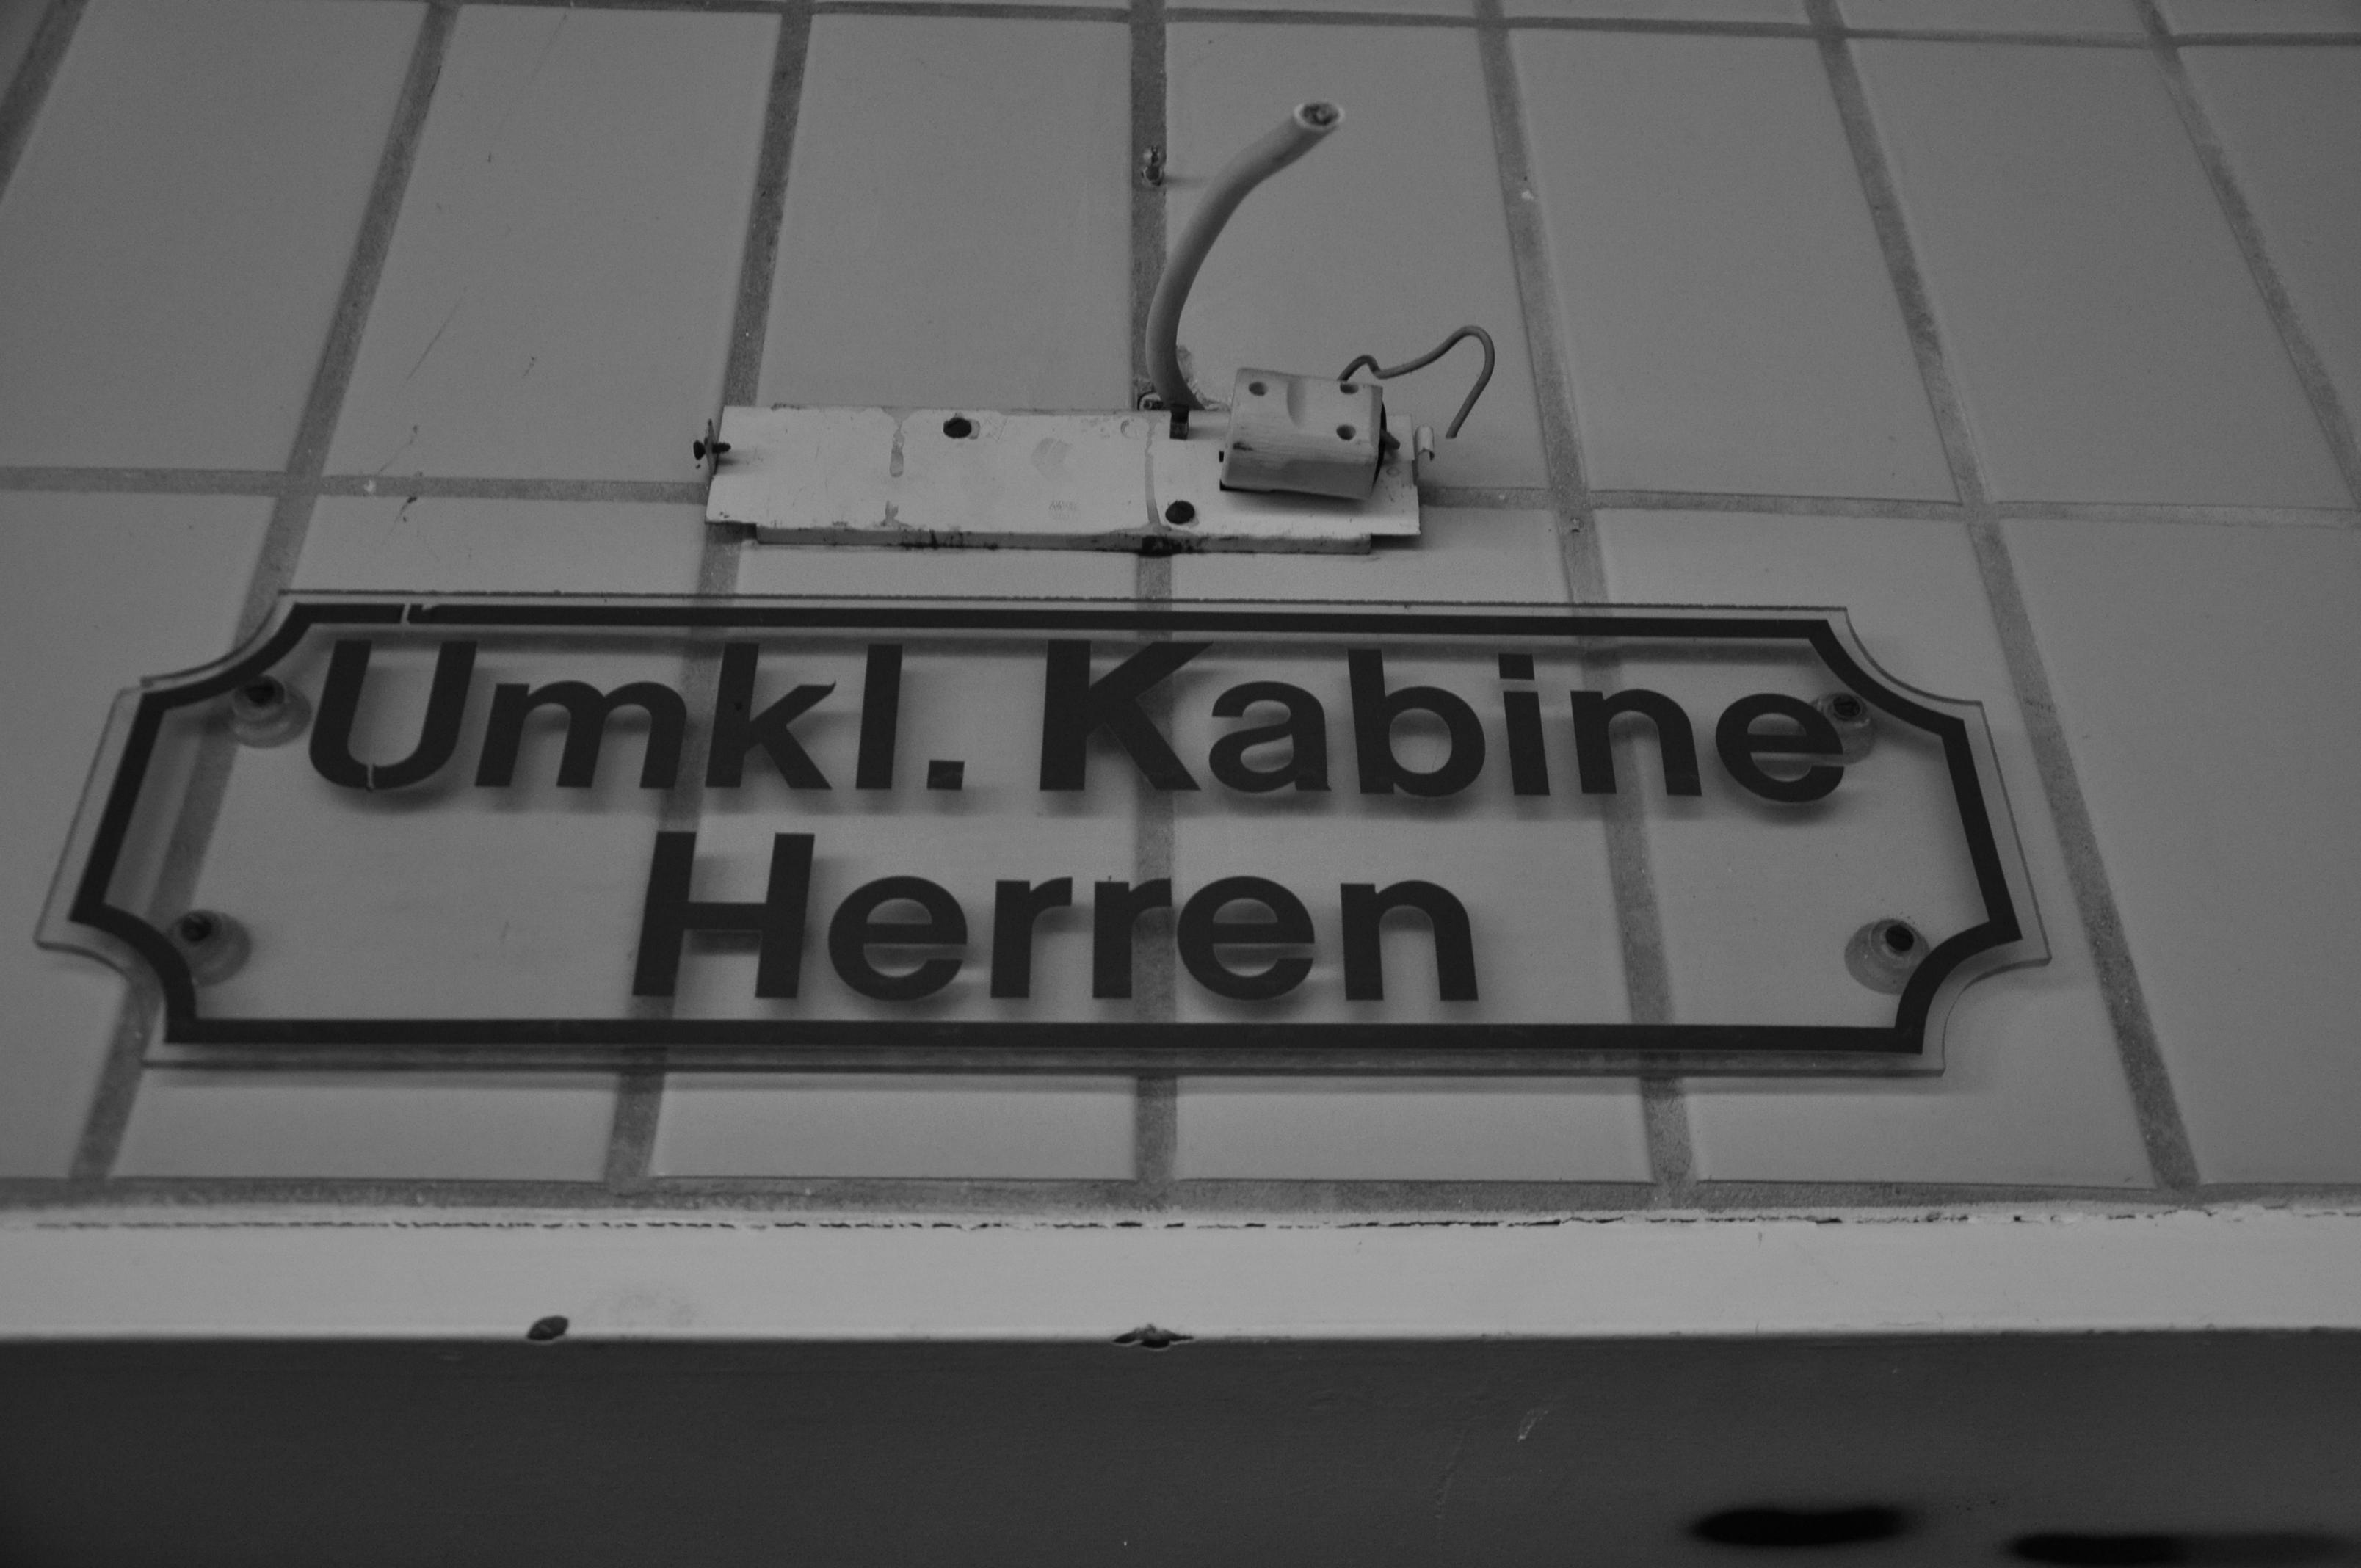 Umkl. Kabine
Herren